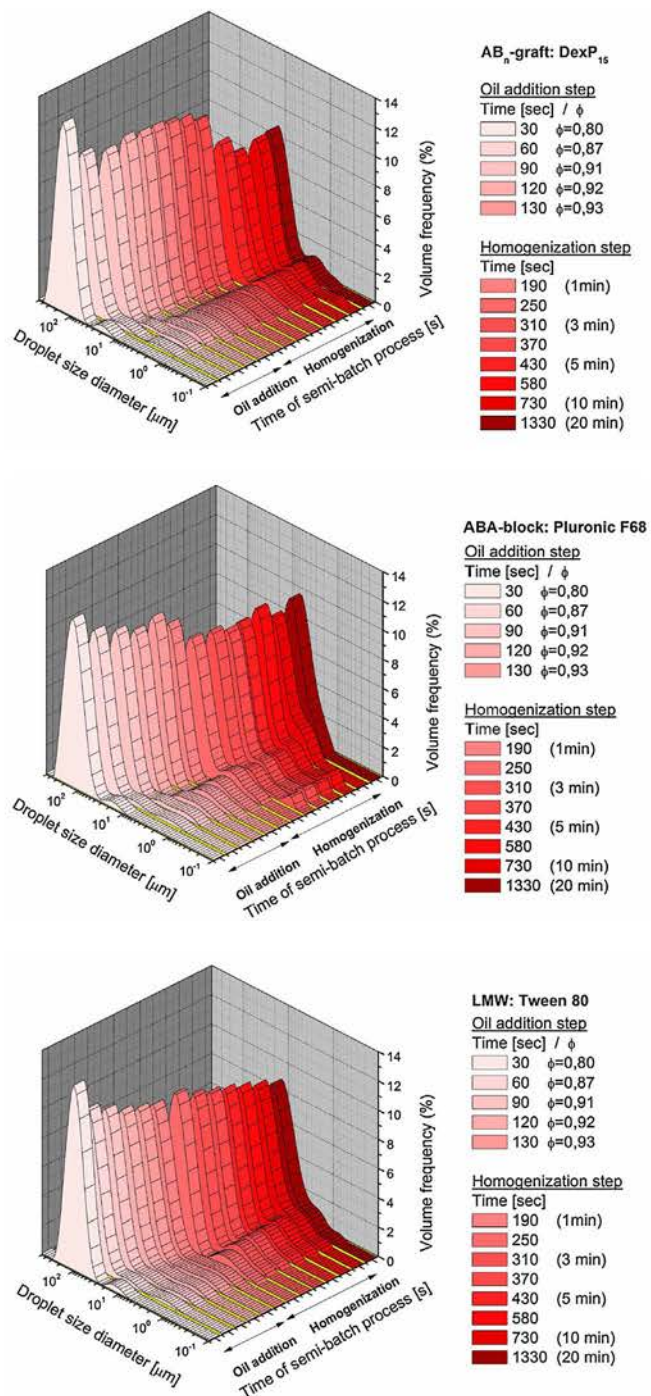 14
12
10
8
6
4
2
0
Volume frequency (%)
10²
10¹
10⁰
10⁻¹
Droplet size diameter [µm]
Oil addition Homogenization
Time of semi-batch process [s]
ABₙ-graft: DexP₁₅
Oil addition step
Time [sec] / ϕ
30 ϕ=0,80
60 ϕ=0,87
90 ϕ=0,91
120 ϕ=0,92
130 ϕ=0,93
Homogenization step
Time [sec]
190 (1min)
250
310 (3 min)
370
430 (5 min)
580
730 (10 min)
1330 (20 min)
14
12
10
8
6
4
2
0
Volume frequency (%)
10²
10¹
10⁰
10⁻¹
Droplet size diameter [µm]
Oil addition Homogenization
Time of semi-batch process [s]
ABA-block: Pluronic F68
Oil addition step
Time [sec] / ϕ
30 ϕ=0,80
60 ϕ=0,87
90 ϕ=0,91
120 ϕ=0,92
130 ϕ=0,93
Homogenization step
Time [sec]
190 (1min)
250
310 (3 min)
370
430 (5 min)
580
730 (10 min)
1330 (20 min)
14
12
10
8
6
4
2
0
Volume frequency (%)
10²
10¹
10⁰
10⁻¹
Droplet size diameter [µm]
Oil addition Homogenization
Time of semi-batch process [s]
LMW: Tween 80
Oil addition step
Time [sec] / ϕ
30 ϕ=0,80
60 ϕ=0,87
90 ϕ=0,91
120 ϕ=0,92
130 ϕ=0,93
Homogenization step
Time [sec]
190 (1min)
250
310 (3 min)
370
430 (5 min)
580
730 (10 min)
1330 (20 min)